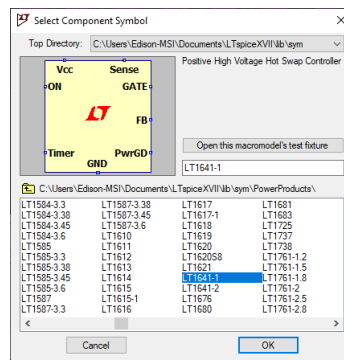 Select Component Symbol
Top Directory: C:\Users\Edison-MSI\Documents\LTspiceXVII\lib\sym
Positive High Voltage Hot Swap Controller
Vcc Sense
ON GATE
FB
Timer PwrGD
GND
Open this macromodel's test fixture
LT1641-1
C:\Users\Edison-MSI\Documents\LTspiceXVII\lib\sym\PowerProducts\
LT1584-3.3 LT1587-3.38 LT1617 LT1681
LT1584-3.38 LT1587-3.45 LT1617-1 LT1683
LT1584-3.45 LT1587-3.6 LT1618 LT1725
LT1584-3.6 LT1610 LT1619 LT1737
LT1585 LT1611 LT1620 LT1738
LT1585-3.3 LT1612 LT1620S8 LT1761-1.2
LT1585-3.38 LT1613 LT1621 LT1761-1.5
LT1585-3.45 LT1614 LT1641-1 LT1761-1.8
LT1585-3.6 LT1615 LT1641-2 LT1761-2
LT1587 LT1615-1 LT1676 LT1761-2.5
LT1587-3.3 LT1616 LT1680 LT1761-2.8
Cancel OK